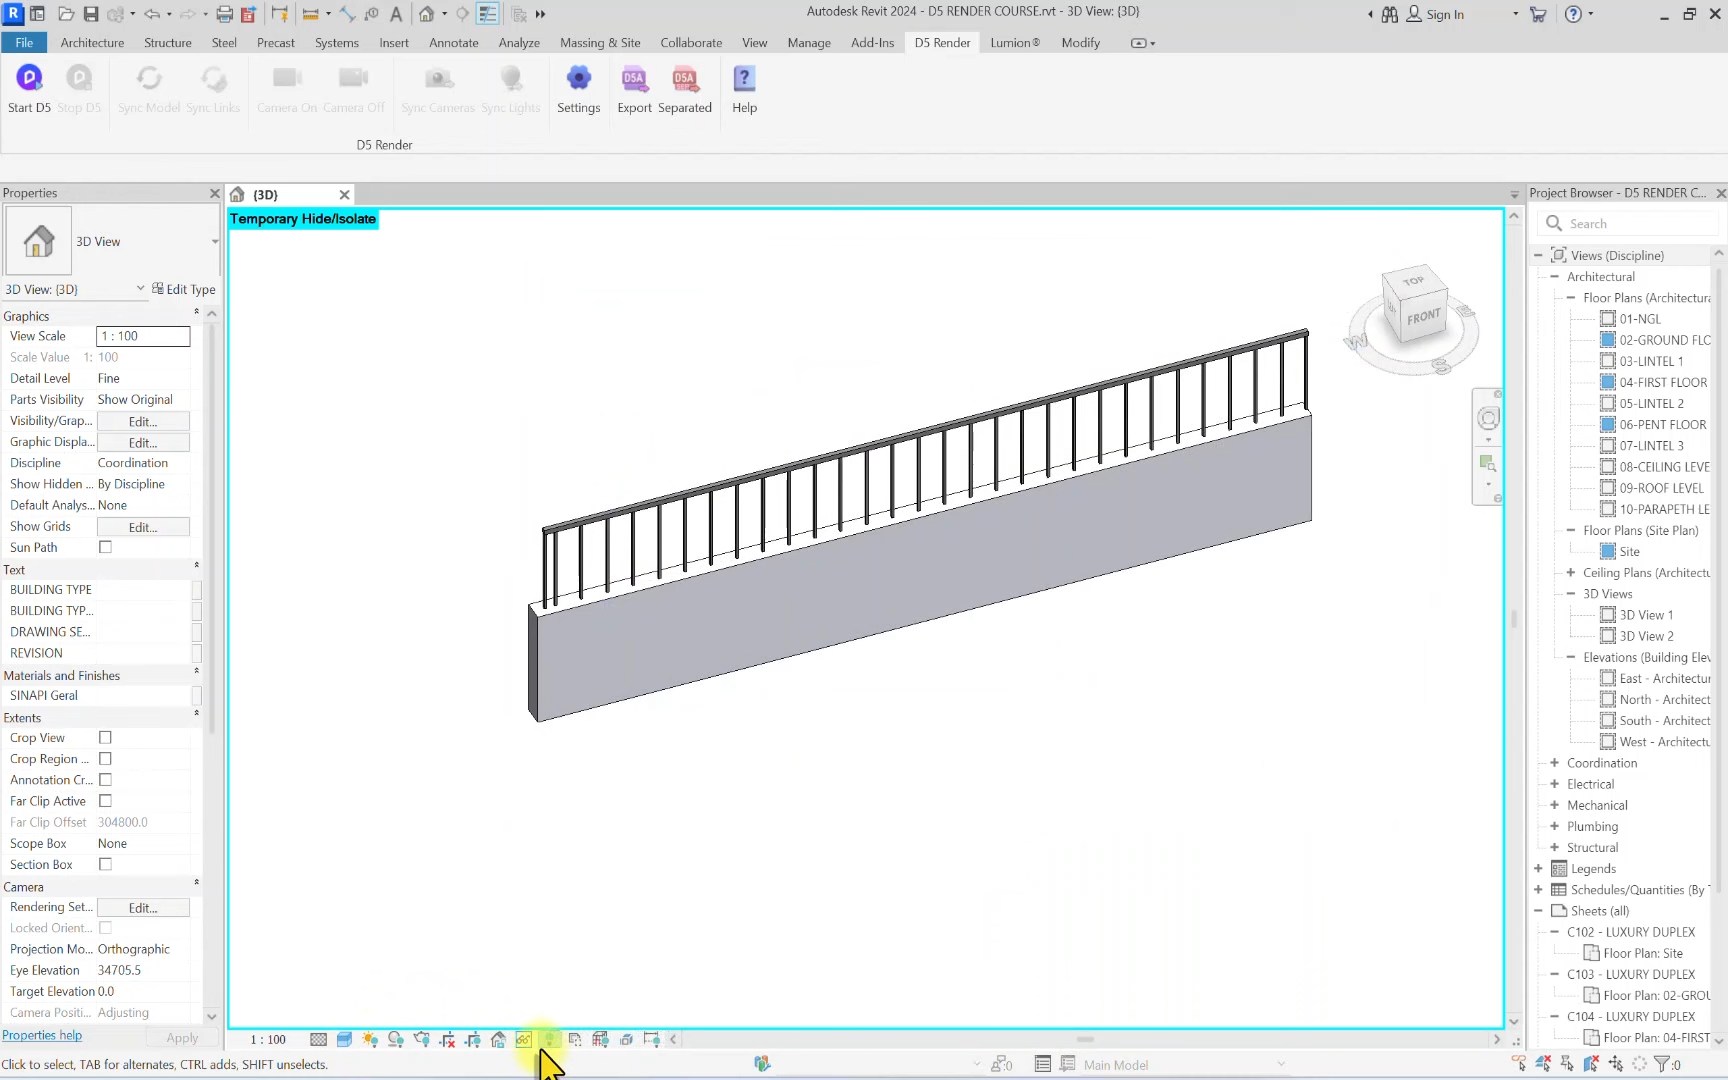 Autodesk Revit 2024 - D5 RENDER COURSE.rvt - 3D View: {3D}
Sign In
File Architecture Structure Steel Precast Systems Insert Annotate Analyze Massing & Site Collaborate View Manage Add-Ins D5 Render Lumion® Modify
Start D5 Stop D5 Sync Model Sync Links Camera On Camera Off Sync Cameras Sync Lights Settings Export Separated Help
D5 Render
Properties
3D View
3D View: {3D}
Edit Type
Graphics
View Scale 1 : 100
Scale Value 1: 100
Detail Level Fine
Parts Visibility Show Original
Visibility/Grap... Edit...
Graphic Displa... Edit...
Discipline Coordination
Show Hidden ... By Discipline
Default Analys... None
Show Grids Edit...
Sun Path
Text
BUILDING TYPE
BUILDING TYP...
DRAWING SE...
REVISION
Materials and Finishes
SINAPI Geral
Extents
Crop View
Crop Region ...
Annotation Cr...
Far Clip Active
Far Clip Offset 304800.0
Scope Box None
Section Box
Camera
Rendering Set... Edit...
Locked Orient...
Projection Mo... Orthographic
Eye Elevation 34705.5
Target Elevation 0.0
Camera Positi... Adjusting
Properties help
Apply
{3D}
Temporary Hide/Isolate
TOP
FRONT
W
S
E
Project Browser - D5 RENDER C...
Search
Views (Discipline)
Architectural
Floor Plans (Architectura
01-NGL
02-GROUND FLO
03-LINTEL 1
04-FIRST FLOOR
05-LINTEL 2
06-PENT FLOOR
07-LINTEL 3
08-CEILING LEVE
09-ROOF LEVEL
10-PARAPETH LE
Floor Plans (Site Plan)
Site
Ceiling Plans (Architectu
3D Views
3D View 1
3D View 2
Elevations (Building Elev
East - Architectur
North - Architect
South - Architect
West - Architectu
Coordination
Electrical
Mechanical
Plumbing
Structural
Legends
Schedules/Quantities (By T
Sheets (all)
C102 - LUXURY DUPLEX
Floor Plan: Site
C103 - LUXURY DUPLEX
Floor Plan: 02-GROU
C104 - LUXURY DUPLEX
Floor Plan: 04-FIRST
1 : 100
Click to select, TAB for alternates, CTRL adds, SHIFT unselects.
:0
Main Model
:0